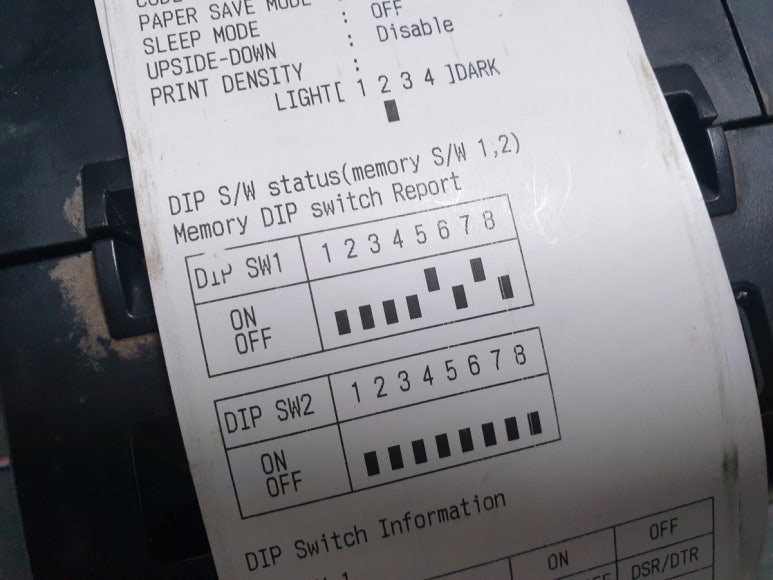 PAPER SAVE MODE :
SLEEP MODE : OFF
UPSIDE-DOWN : Disable
PRINT DENSITY :
LIGHT[ 1 2 3 4 ]DARK
DIP S/W status(memory S/W 1,2)
Memory DIP switch Report
DIP SW1 1 2 3 4 5 6 7 8
ON
OFF
DIP SW2 1 2 3 4 5 6 7 8
ON
OFF
DIP Switch Information
ON OFF
DSR/DTR